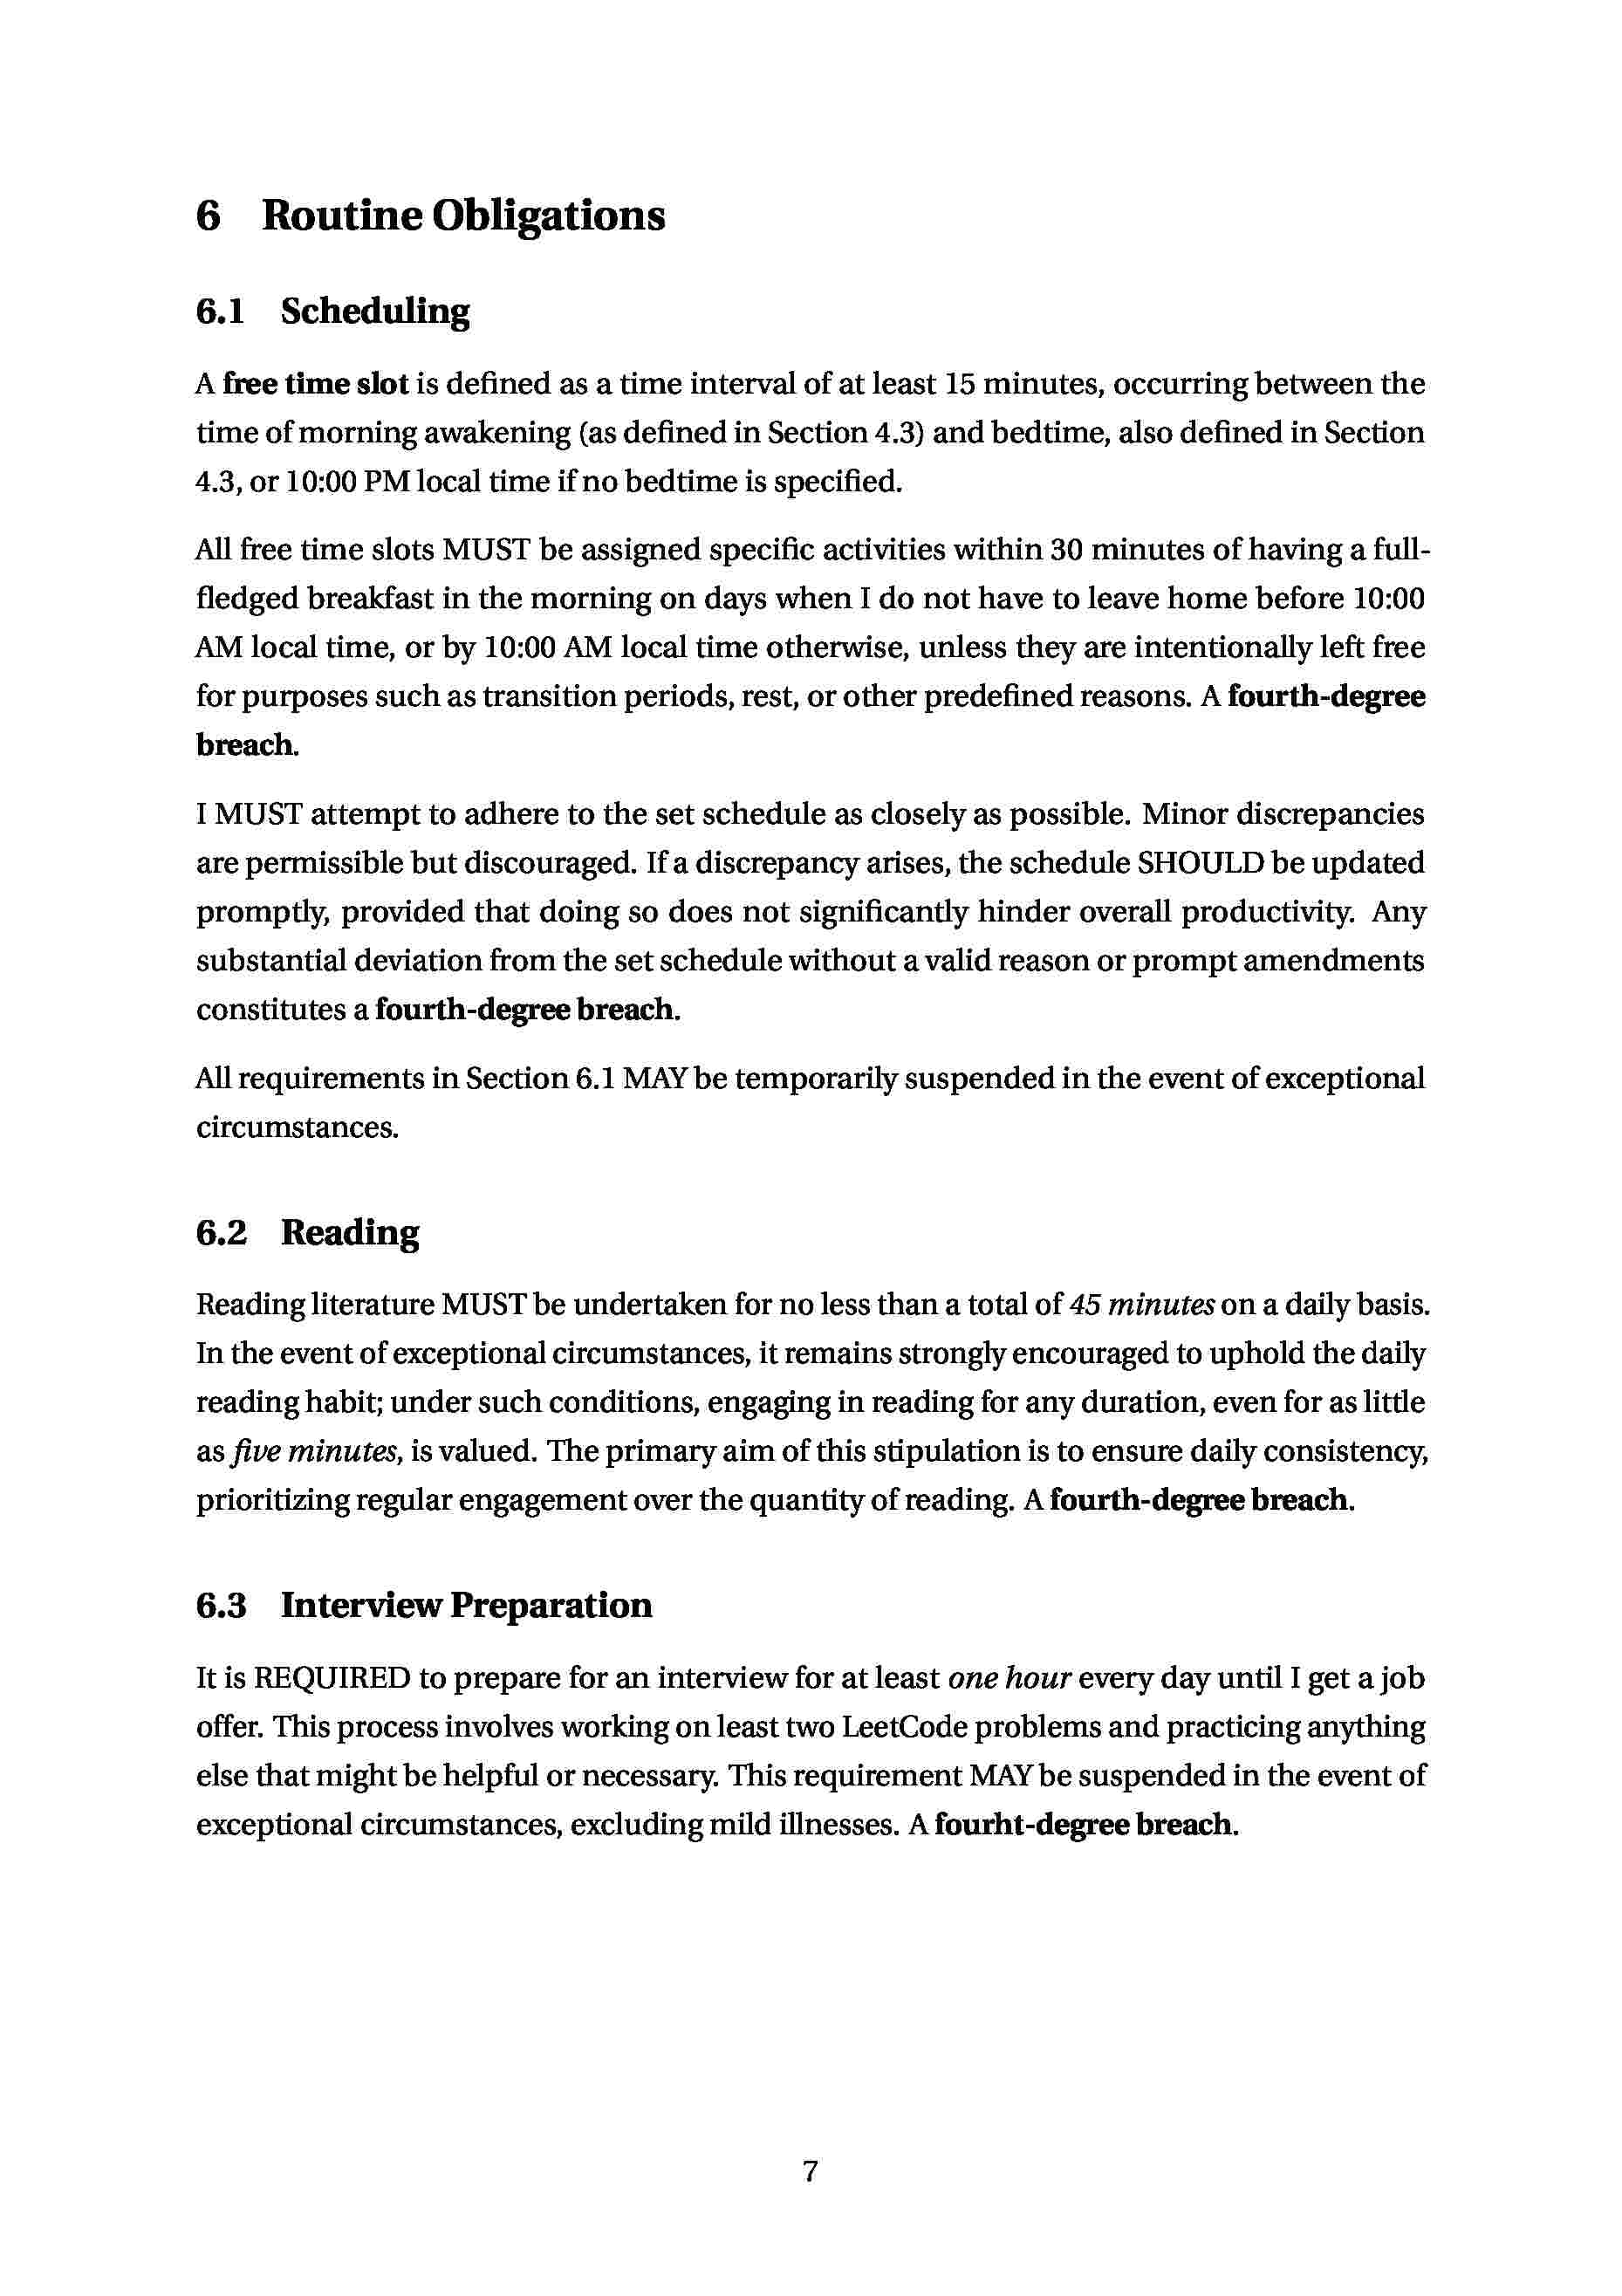 6 Routine Obligations
6.1 Scheduling
A free time slot is defined as a time interval of at least 15 minutes, occurring between the
time of morning awakening (as defined in Section 4.3) and bedtime, also defined in Section
4.3, or 10:00 PM local time if no bedtime is specified.
All free time slots MUST be assigned specific activities within 30 minutes of having a full-
fledged breakfast in the morning on days when I do not have to leave home before 10:00
AM local time, or by 10:00 AM local time otherwise, unless they are intentionally left free
for purposes such as transition periods, rest, or other predefined reasons. A fourth-degree
breach.
I MUST attempt to adhere to the set schedule as closely as possible. Minor discrepancies
are permissible but discouraged. If a discrepancy arises, the schedule SHOULD be updated
promptly, provided that doing so does not significantly hinder overall productivity. Any
substantial deviation from the set schedule without a valid reason or prompt amendments
constitutes a fourth-degree breach.
All requirements in Section 6.1 MAY be temporarily suspended in the event of exceptional
circumstances.
6.2 Reading
Reading literature MUST be undertaken for no less than a total of 45 minutes on a daily basis.
In the event of exceptional circumstances, it remains strongly encouraged to uphold the daily
reading habit; under such conditions, engaging in reading for any duration, even for as little
as five minutes, is valued. The primary aim of this stipulation is to ensure daily consistency,
prioritizing regular engagement over the quantity of reading. A fourth-degree breach.
6.3 Interview Preparation
It is REQUIRED to prepare for an interview for at least one hour every day until I get a job
offer. This process involves working on least two LeetCode problems and practicing anything
else that might be helpful or necessary. This requirement MAY be suspended in the event of
exceptional circumstances, excluding mild illnesses. A fourht-degree breach.
7